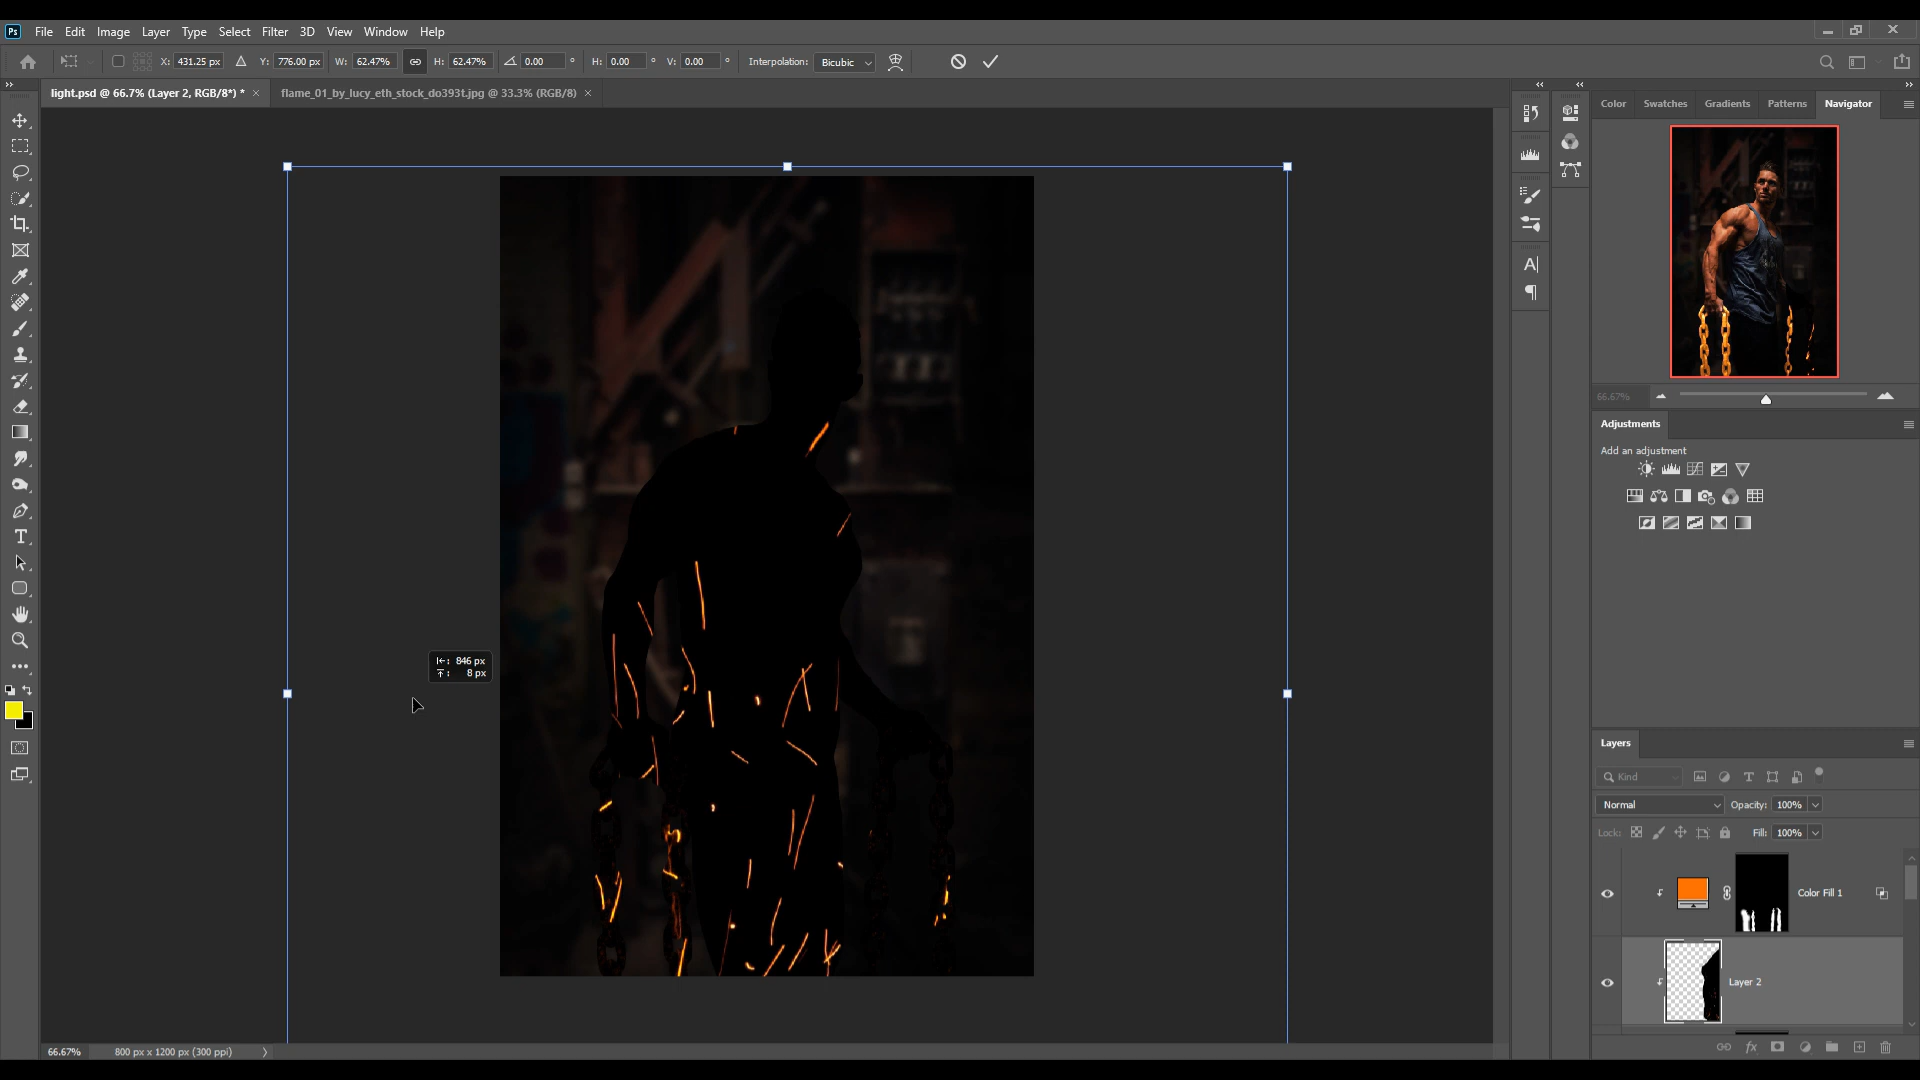 Ps File Edit Image Layer Type Select Filter 3D View Window Help
X: 431.25 px Y: 776.00 px W: 62.47% H: 62.47% 0.00 ° H: 0.00 ° V: 0.00 ° Interpolation: Bicubic
light.psd @ 66.7% (Layer 2, RGB/8*) * × flame_01_by_lucy_eth_stock_do393t.jpg @ 33.3% (RGB/8) ×
Color Swatches Gradients Patterns Navigator
66.67%
Adjustments
Add an adjustment
846 px
8 px
Layers
Kind
Normal Opacity: 100%
Lock: Fill: 100%
Color Fill 1
Layer 2
66.67% 800 px x 1200 px (300 ppi)